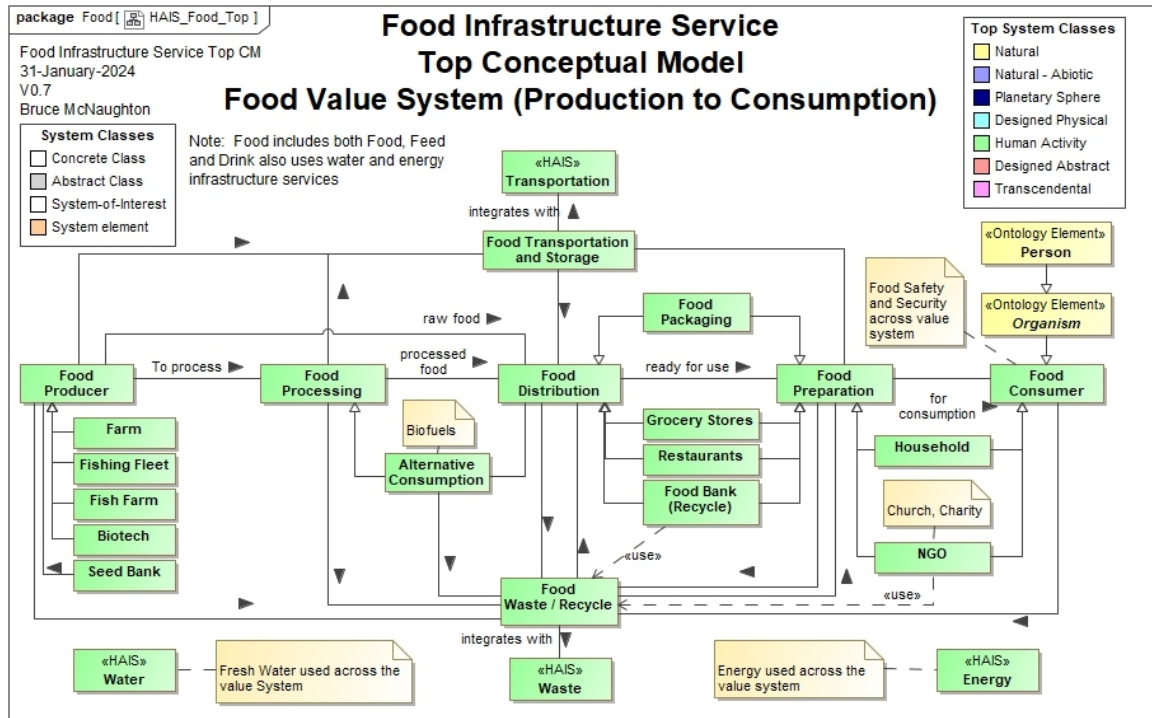 package Food [ HAIS_Food_Top ]
Food Infrastructure Service
Top Conceptual Model
Food Value System (Production to Consumption)
Food Infrastructure Service Top CM
31-January-2024
V0.7
Bruce McNaughton
System Classes
Concrete Class
Abstract Class
System-of-Interest
System element
Note: Food includes both Food, Feed
and Drink also uses water and energy
infrastructure services
Top System Classes
Natural
Natural - Abiotic
Planetary Sphere
Designed Physical
Human Activity
Designed Abstract
Transcendental
«HAIS»
Transportation
integrates with
Food Transportation
and Storage
«Ontology Element»
Person
«Ontology Element»
Organism
Food Safety
and Security
across value
system
Food
Packaging
raw food
Food
Producer
To process
Food
Processing
processed
food
Food
Distribution
ready for use
Food
Preparation
for
consumption
Food
Consumer
Farm
Fishing Fleet
Fish Farm
Biotech
Seed Bank
Biofuels
Alternative
Consumption
Grocery Stores
Restaurants
Food Bank
(Recycle)
Household
Church, Charity
NGO
«use»
«use»
Food
Waste / Recycle
integrates with
«HAIS»
Waste
«HAIS»
Water
Fresh Water used across the
value System
Energy used across the
value system
«HAIS»
Energy